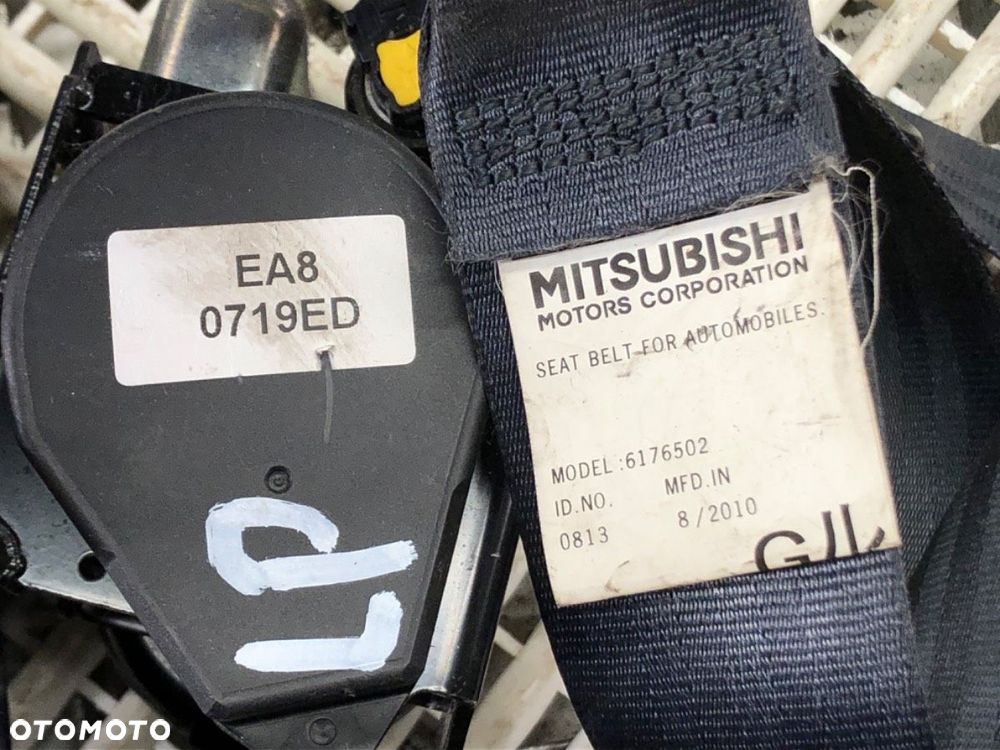 EA8
0719ED
LP
MITSUBISHI
MOTORS CORPORATION
SEAT BELT FOR AUTOMOBILES.
MODEL :6176502
ID.NO. MFD.IN
0813 8/2010
OTOMOTO